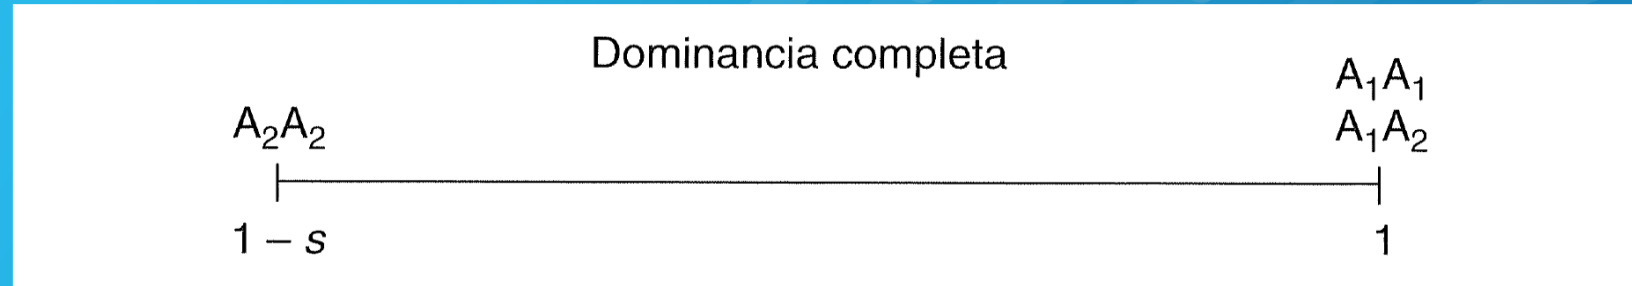 Dominancia completa
A₂A₂
A₁A₁
A₁A₂
1 – s
1